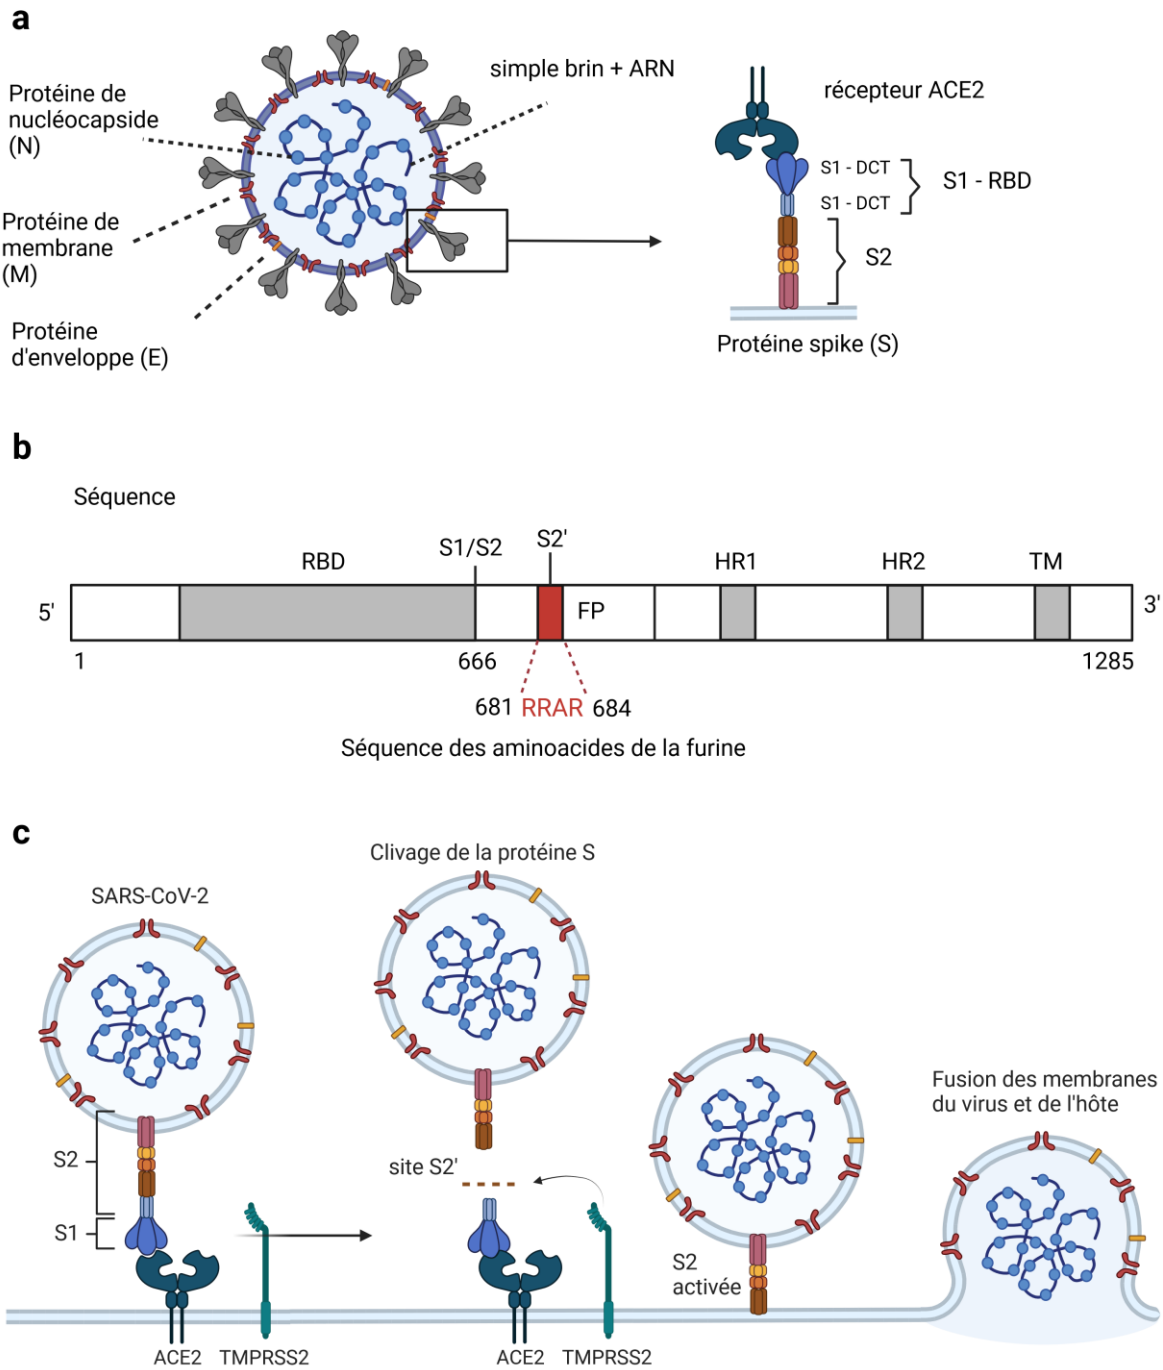 a
Protéine de
nucléocapside
(N)
simple brin + ARN
récepteur ACE2
S1 - DCT
S1 - DCT
S1 - RBD
Protéine de
membrane
(M)
S2
Protéine
d'enveloppe (E)
Protéine spike (S)
b
Séquence
RBD
S1/S2
S2'
HR1
HR2
TM
5'
FP
3'
1
666
1285
681 RRAR 684
Séquence des aminoacides de la furine
c
Clivage de la protéine S
SARS-CoV-2
Fusion des membranes
du virus et de l'hôte
S2
site S2'
S1
S2
activée
ACE2
TMPRSS2
ACE2
TMPRSS2